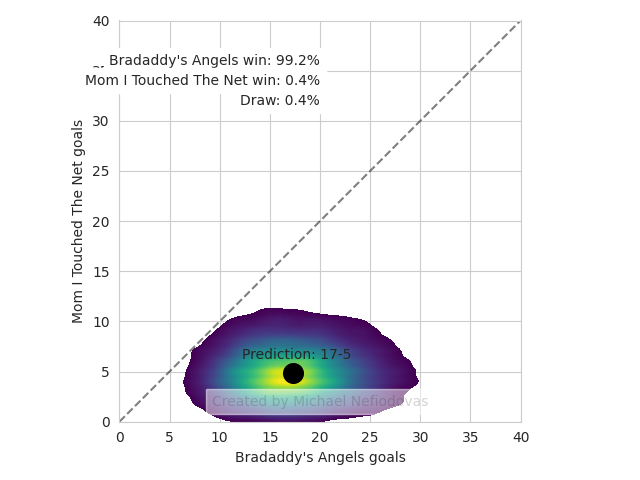 40
Bradaddy's Angels win: 99.2%
Mom I Touched The Net win: 0.4%
Draw: 0.4%
30
25
20
15
10
5
0
Mom I Touched The Net goals
Prediction: 17-5
Created by Michael Nefiodovas
0 5 10 15 20 25 30 35 40
Bradaddy's Angels goals